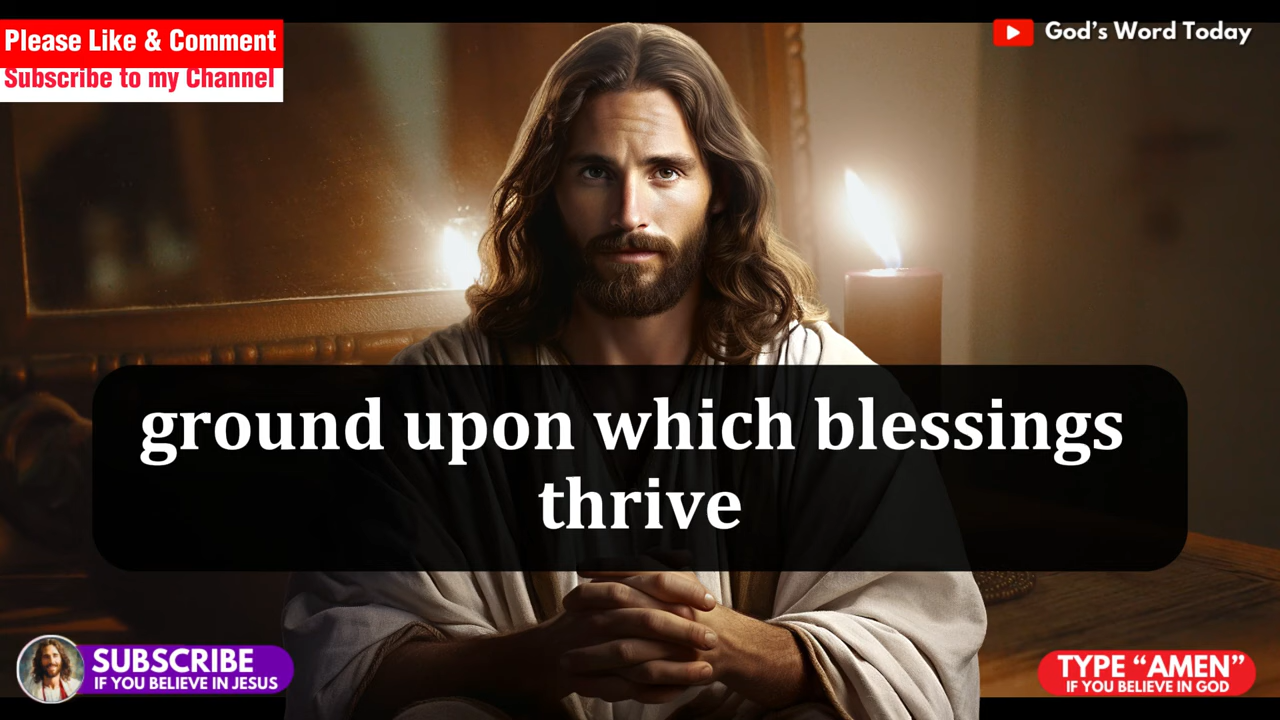 Please Like & Comment
Subscribe to my Channel
God's Word Today
ground upon which blessings
thrive
SUBSCRIBE
IF YOU BELIEVE IN JESUS
TYPE “AMEN”
IF YOU BELIEVE IN GOD